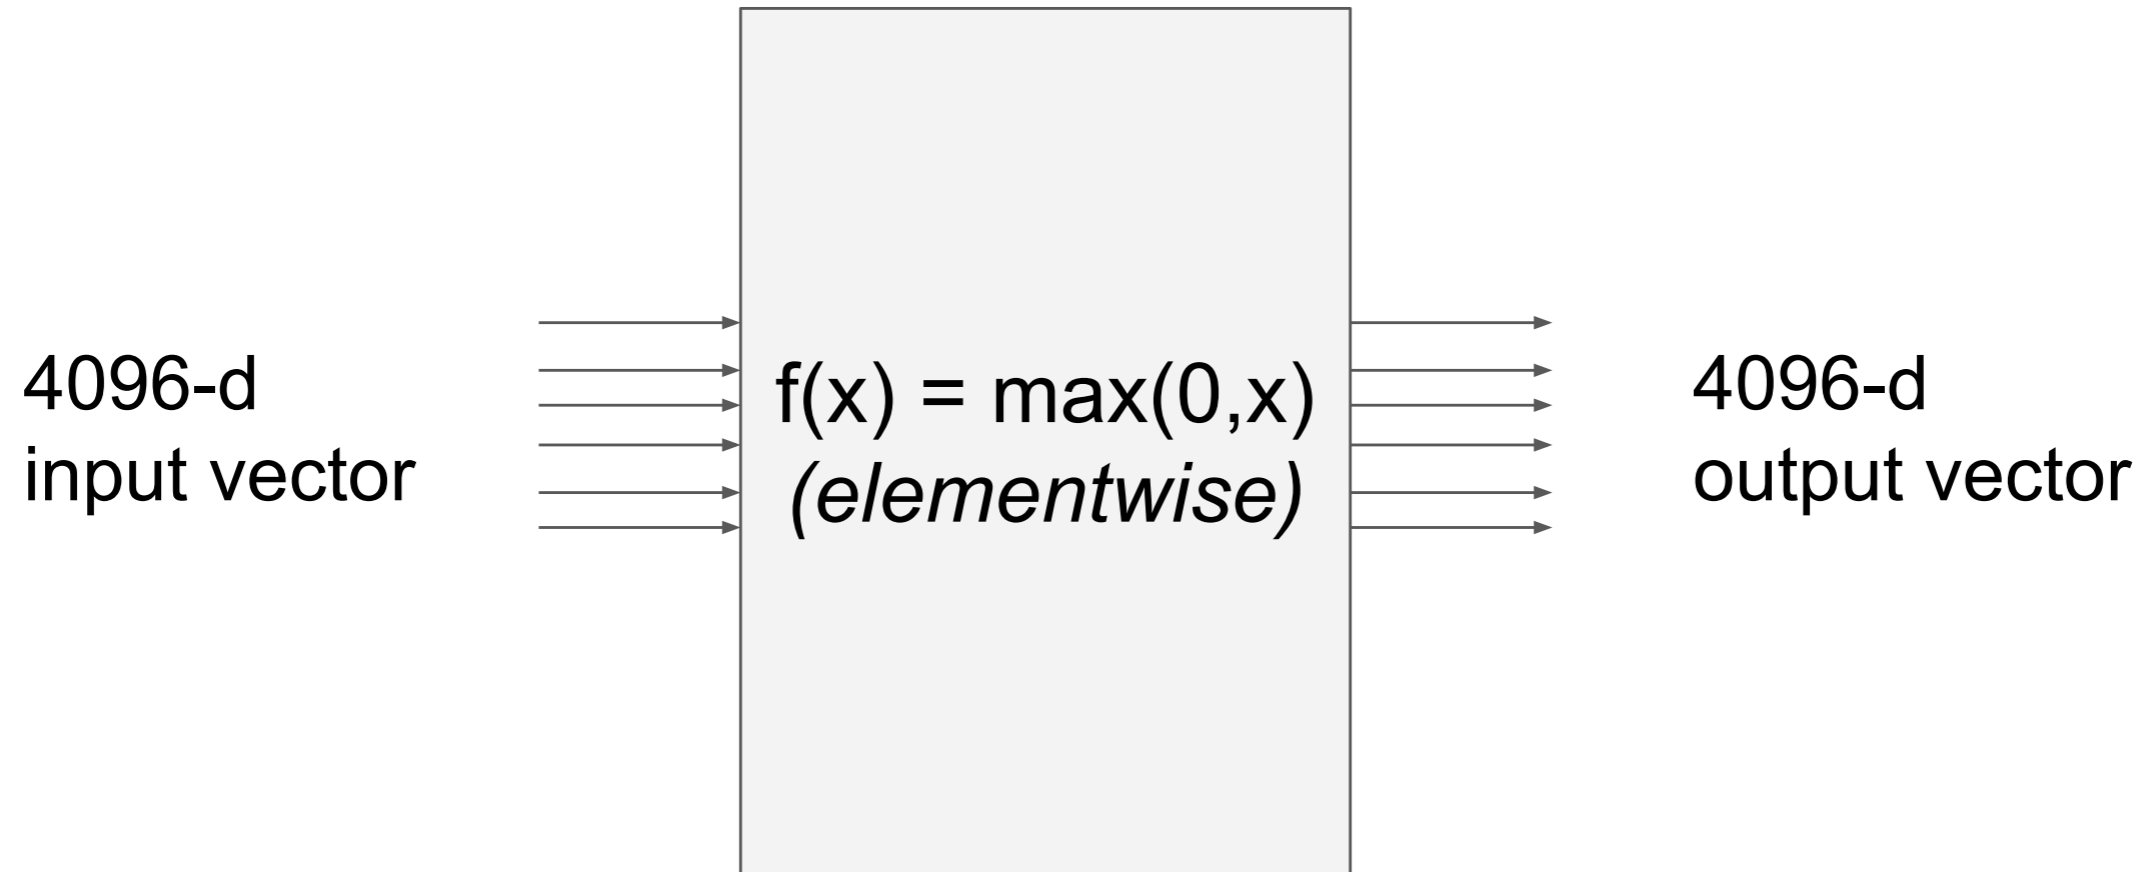 4096-d
input vector
f(x) = max(0,x)
(elementwise)
4096-d
output vector